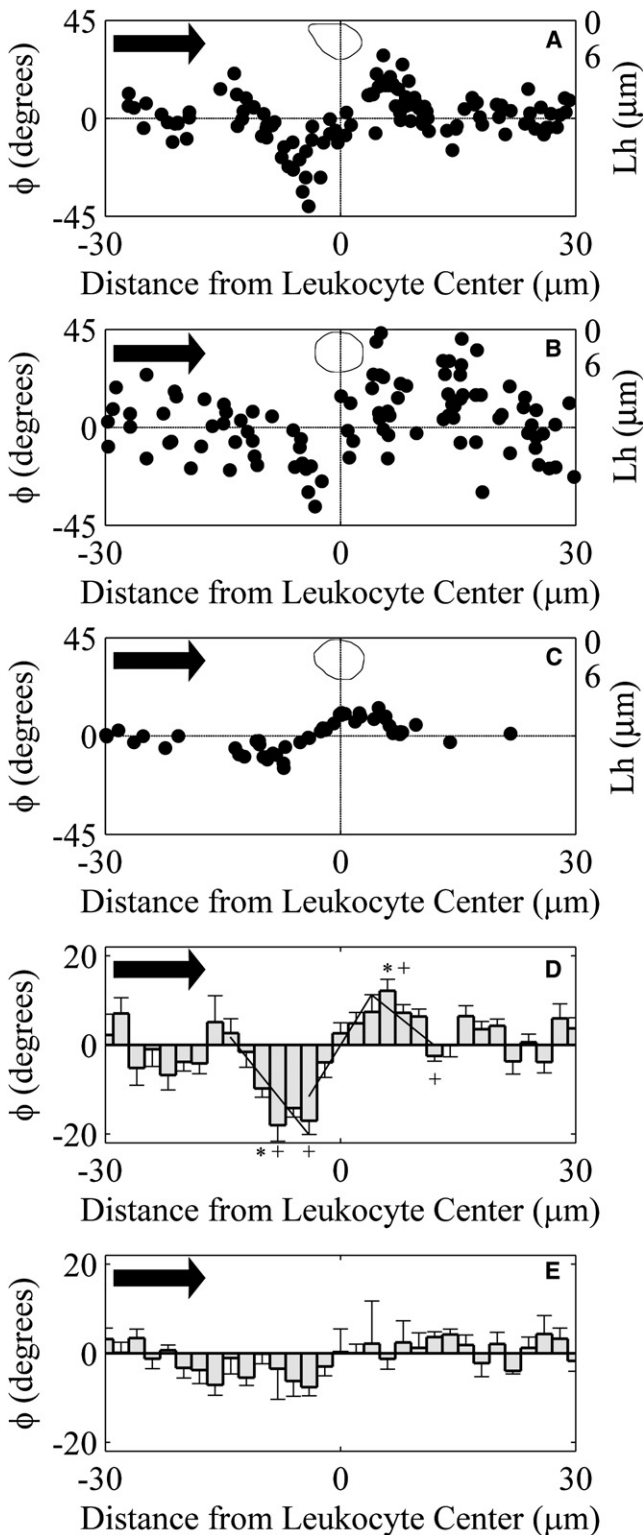 45
0
A
6
0
ϕ (degrees)
Lh (μm)
-45
-30
0
30
Distance from Leukocyte Center (μm)
45
0
B
6
0
ϕ (degrees)
Lh (μm)
-45
-30
0
30
Distance from Leukocyte Center (μm)
45
0
C
6
0
ϕ (degrees)
Lh (μm)
-45
-30
0
30
Distance from Leukocyte Center (μm)
20
D
* +
0
ϕ (degrees)
+
-20
* + +
-30
0
30
Distance from Leukocyte Center (μm)
20
E
0
ϕ (degrees)
-20
-30
0
30
Distance from Leukocyte Center (μm)